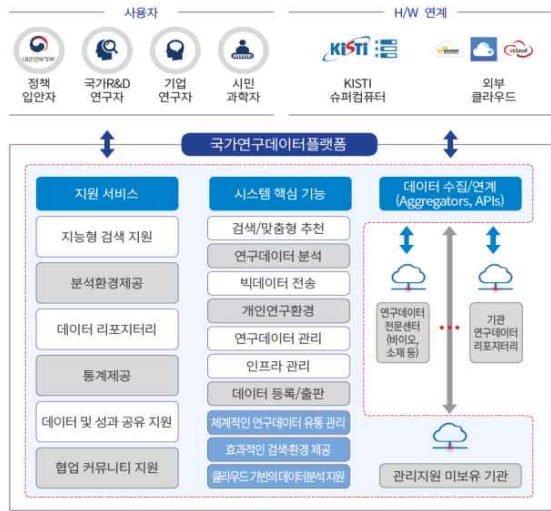 사용자
H/W 연계
대한민국정부
KiSTi
정책
입안자
국가R&D
연구자
기업
연구자
시민
과학자
KISTI
슈퍼컴퓨터
외부
클라우드
국가연구데이터플랫폼
지원 서비스
지능형 검색 지원
분석환경제공
데이터 리포지터리
통계제공
데이터 및 성과 공유 지원
협업 커뮤니티 지원
시스템 핵심 기능
검색/맞춤형 추천
연구데이터 분석
빅데이터 전송
개인연구환경
연구데이터 관리
인프라 관리
데이터 등록/출판
체계적인 연구데이터 유통 관리
효과적인 검색·환경 제공
클라우드 기반의 데이터분석 지원
데이터 수집/연계
(Aggregators, APIs)
연구데이터
전문센터
(바이오,
소재 등)
기관
연구데이터
리포지터리
관리지원 미보유 기관